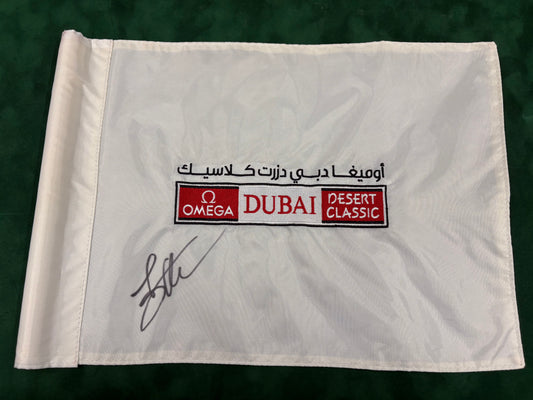 أوميغا دبي دزرت كلاسيك
Ω OMEGA DUBAI DESERT CLASSIC